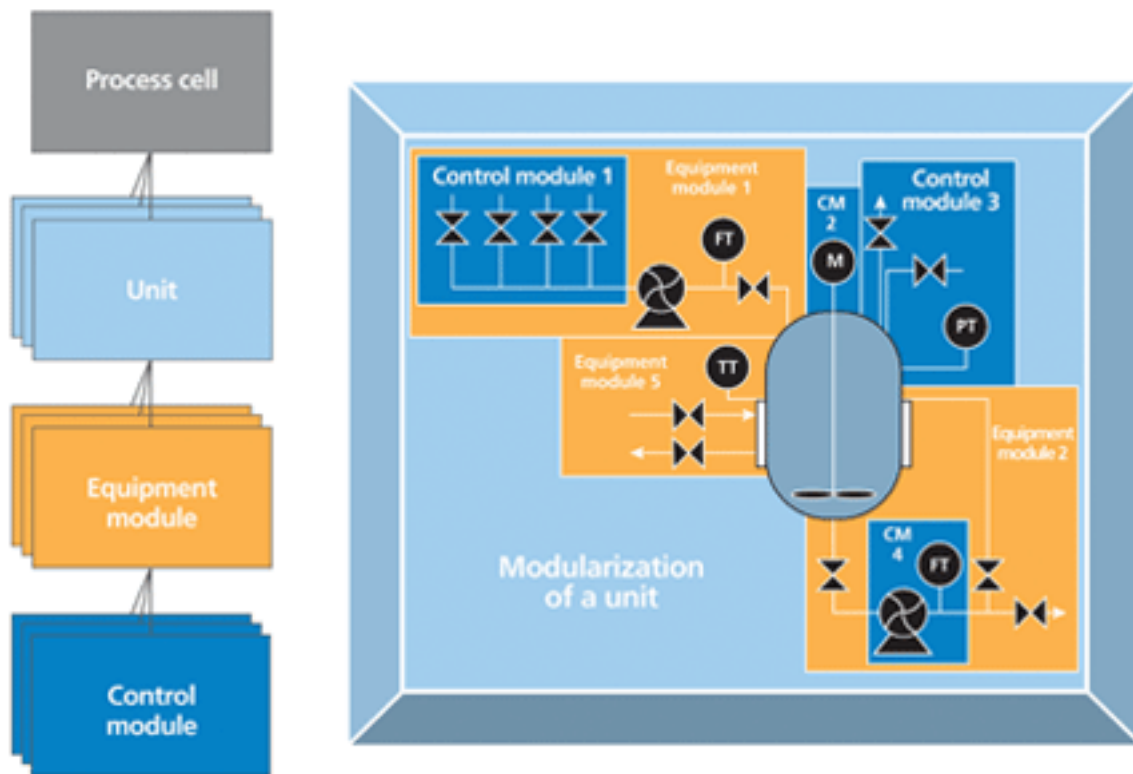 Process cell
Unit
Equipment
module
Control
module
Control module 1
Equipment
module 1
FT
CM
2
M
Control
module 3
PT
Equipment
module 5
TT
Equipment
module 2
CM
4
FT
Modularization
of a unit